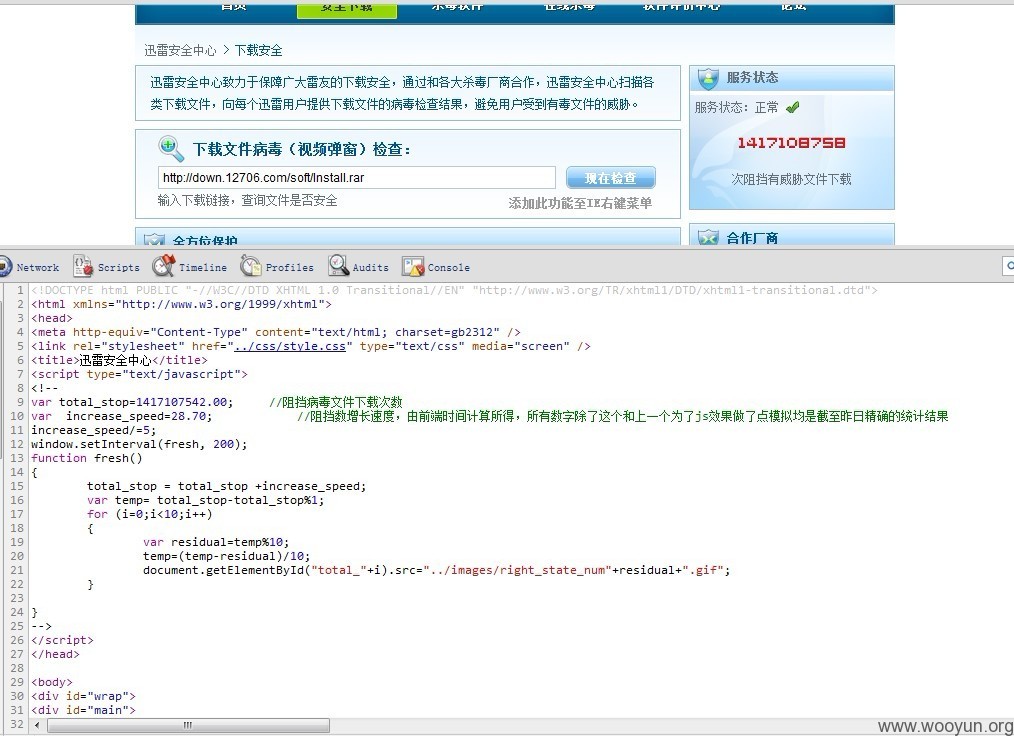 首页 安全下载 杀毒软件 在线杀毒 软件评价中心 论坛
迅雷安全中心 > 下载安全
迅雷安全中心致力于保障广大雷友的下载安全，通过和各大杀毒厂商合作，迅雷安全中心扫描各
类下载文件，向每个迅雷用户提供下载文件的病毒检查结果，避免用户受到有毒文件的威胁。
服务状态
服务状态：正常
1417108758
次阻挡有威胁文件下载
下载文件病毒（视频弹窗）检查：
http://down.12706.com/soft/Install.rar
现在检查
输入下载链接，查询文件是否安全
添加此功能至IE右键菜单
全方位保护
合作厂商
Network Scripts Timeline Profiles Audits Console
1 <!DOCTYPE html PUBLIC "-//W3C//DTD XHTML 1.0 Transitional//EN" "http://www.w3.org/TR/xhtml1/DTD/xhtml1-transitional.dtd">
2 <html xmlns="http://www.w3.org/1999/xhtml">
3 <head>
4 <meta http-equiv="Content-Type" content="text/html; charset=gb2312" />
5 <link rel="stylesheet" href="../css/style.css" type="text/css" media="screen" />
6 <title>迅雷安全中心</title>
7 <script type="text/javascript">
8 <!--
9 var total_stop=1417107542.00; //阻挡病毒文件下载次数
10 var increase_speed=28.70; //阻挡数增长速度，由前端时间计算所得，所有数字除了这个和上一个为了js效果做了点模拟均是截至昨日精确的统计结果
11 increase_speed/=5;
12 window.setInterval(fresh, 200);
13 function fresh()
14 {
15 total_stop = total_stop +increase_speed;
16 var temp= total_stop-total_stop%1;
17 for (i=0;i<10;i++)
18 {
19 var residual=temp%10;
20 temp=(temp-residual)/10;
21 document.getElementById("total_"+i).src="../images/right_state_num"+residual+".gif";
22 }
23
24 }
25 -->
26 </script>
27 </head>
28
29 <body>
30 <div id="wrap">
31 <div id="main">
32
www.wooyun.org